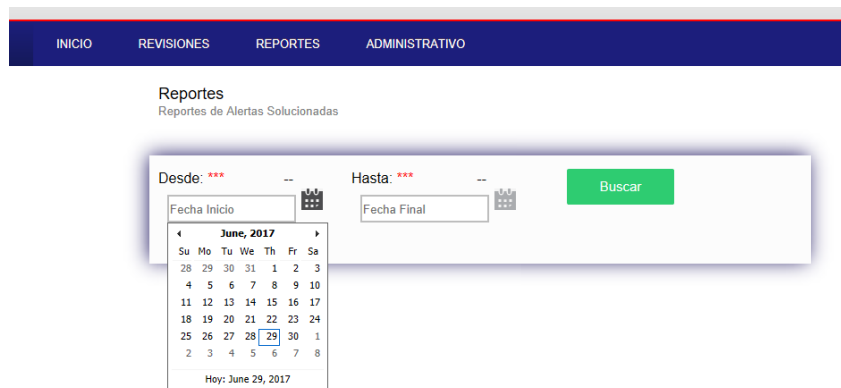 INICIO REVISIONES REPORTES ADMINISTRATIVO
Reportes
Reportes de Alertas Solucionadas
Desde: *** -- Hasta: *** -- Buscar
Fecha Inicio Fecha Final
June, 2017
Su Mo Tu We Th Fr Sa
28 29 30 31 1 2 3
4 5 6 7 8 9 10
11 12 13 14 15 16 17
18 19 20 21 22 23 24
25 26 27 28 29 30 1
2 3 4 5 6 7 8
Hoy: June 29, 2017